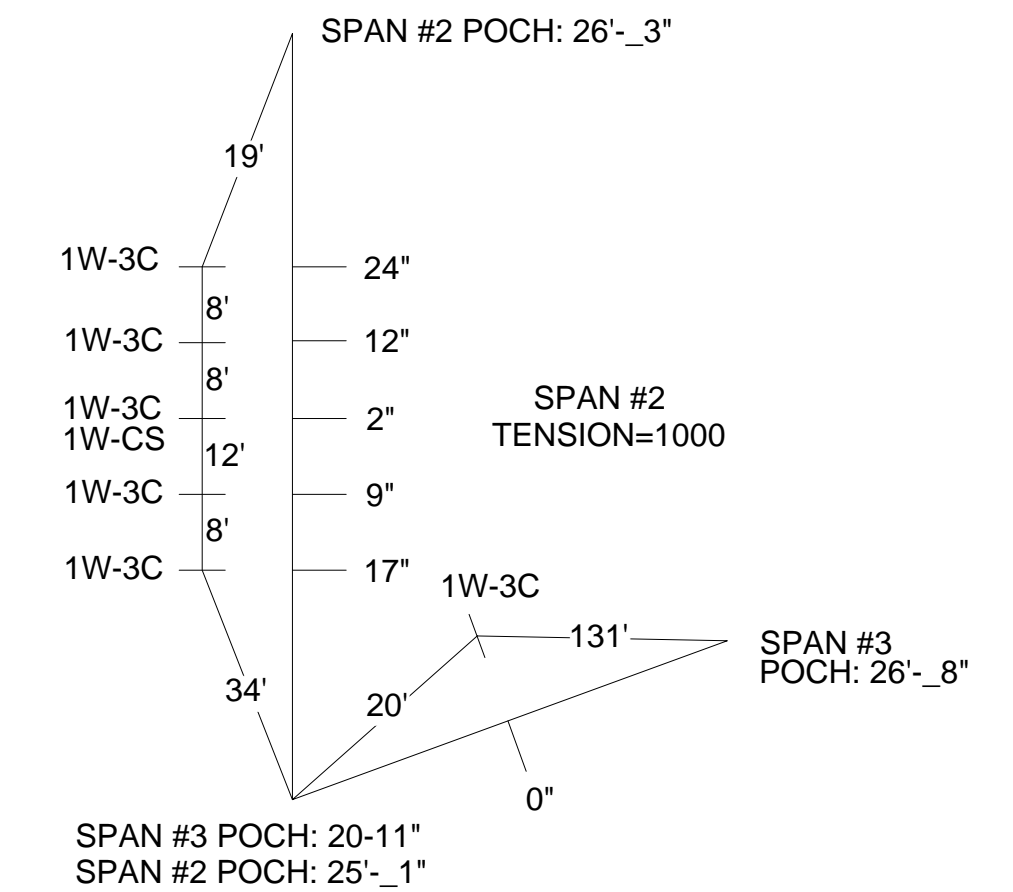 SPAN #2 POCH: 26'-_3"
19'
1W-3C
24"
8'
1W-3C
12"
8'
1W-3C
1W-CS
2"
SPAN #2
TENSION=1000
12'
1W-3C
9"
8'
1W-3C
17"
1W-3C
131'
SPAN #3
POCH: 26'-_8"
34'
20'
0"
SPAN #3 POCH: 20-11"
SPAN #2 POCH: 25'-_1"